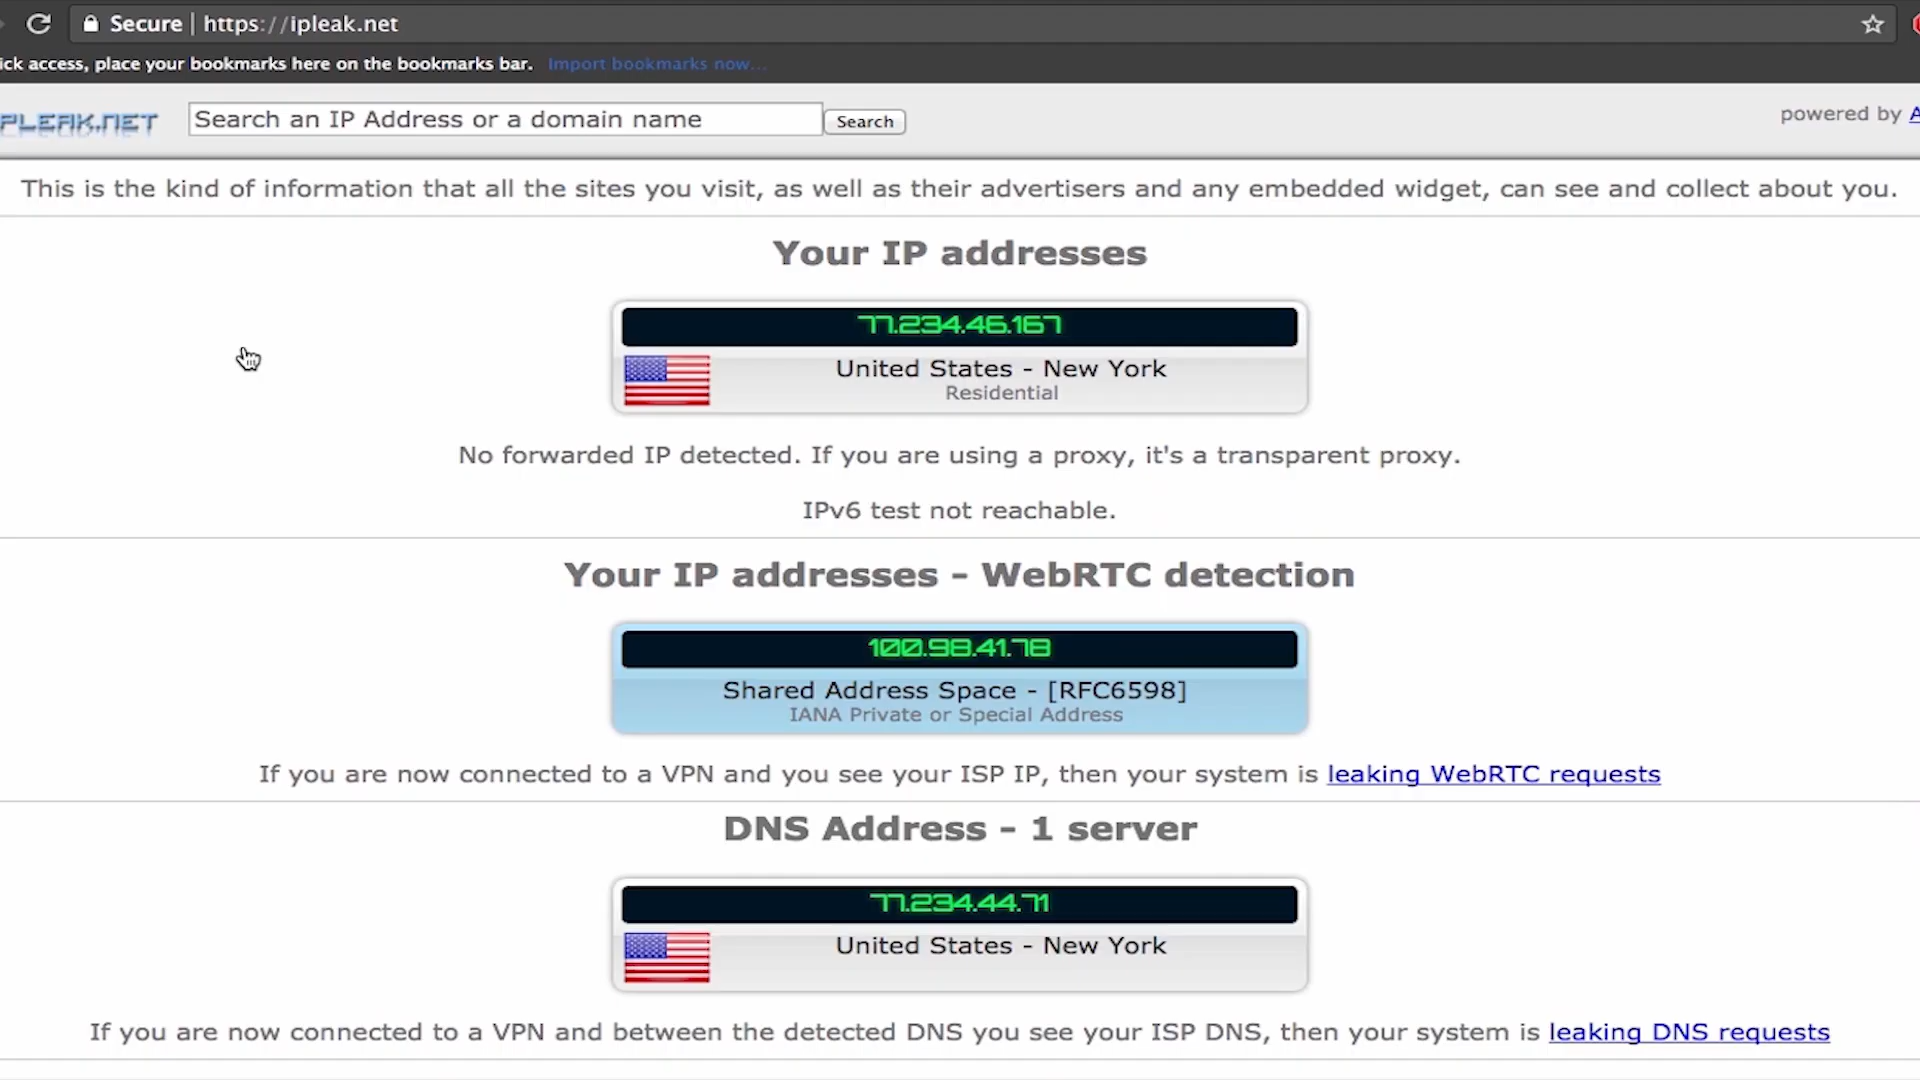 Secure | https://ipleak.net
ick access, place your bookmarks here on the bookmarks bar. Import bookmarks now...
PLEAK.NET
Search an IP Address or a domain name
Search
powered by
This is the kind of information that all the sites you visit, as well as their advertisers and any embedded widget, can see and collect about you.
Your IP addresses
77.234.46.167
United States - New York
Residential
No forwarded IP detected. If you are using a proxy, it's a transparent proxy.
IPv6 test not reachable.
Your IP addresses - WebRTC detection
100.98.41.78
Shared Address Space - [RFC6598]
IANA Private or Special Address
If you are now connected to a VPN and you see your ISP IP, then your system is leaking WebRTC requests
DNS Address - 1 server
77.234.44.71
United States - New York
If you are now connected to a VPN and between the detected DNS you see your ISP DNS, then your system is leaking DNS requests